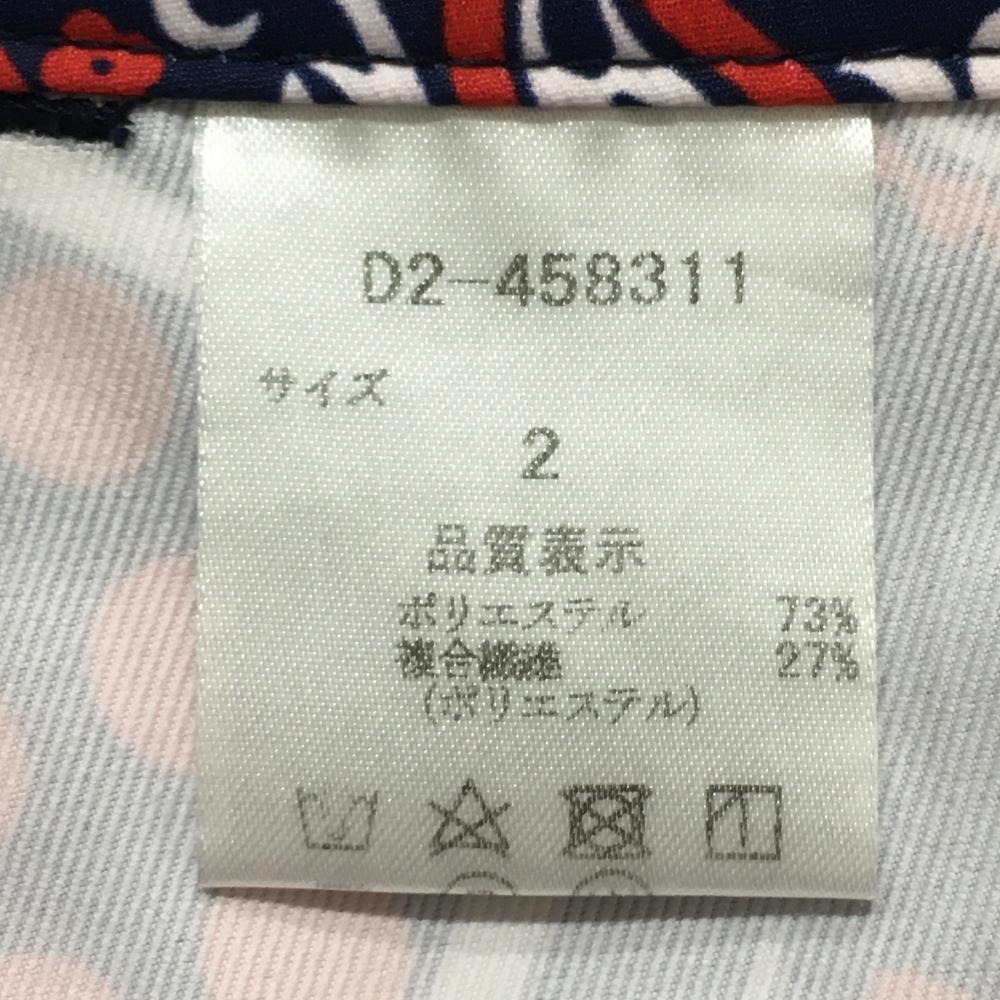 D2-458311
サイズ
2
品質表示
ポリエステル 73%
複合繊維 27%
(ポリエステル)